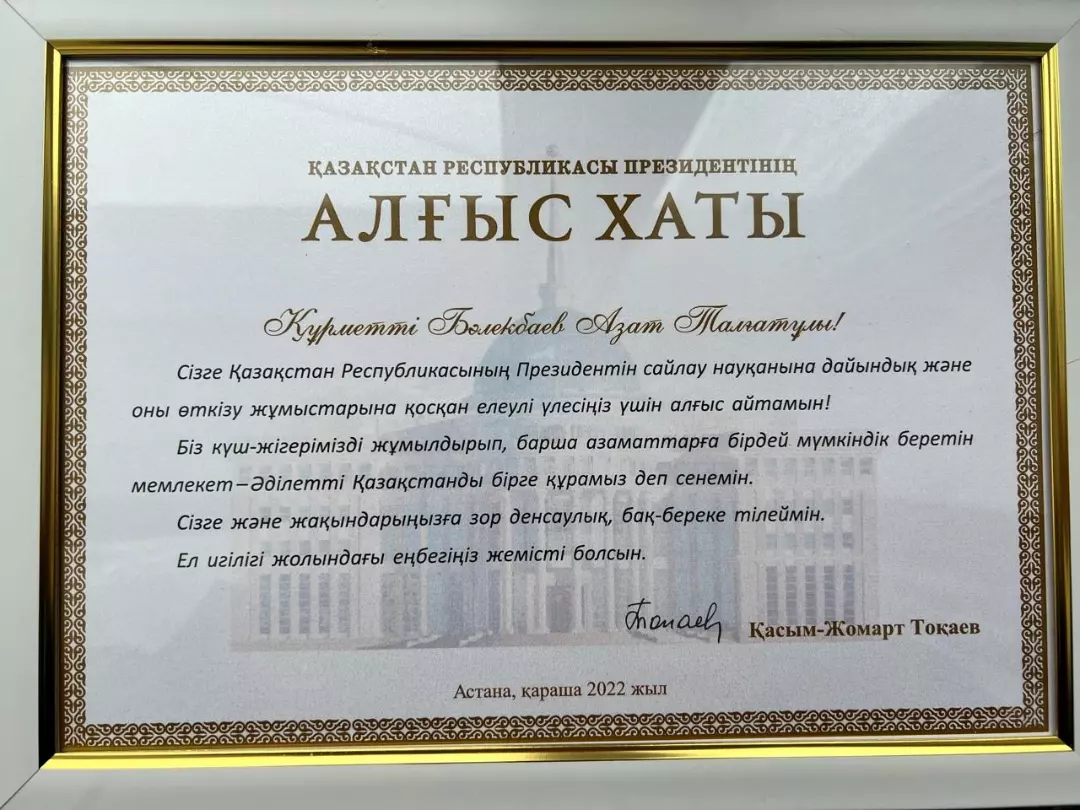 ҚАЗАҚСТАН РЕСПУБЛИКАСЫ ПРЕЗИДЕНТІНІҢ
АЛҒЫС ХАТЫ
Құрметті Бөлекбаев Азат Талғатұлы!
Сізге Қазақстан Республикасының Президентін сайлау науқанына дайындық және
оны өткізу жұмыстарына қосқан елеулі үлесіңіз үшін алғыс айтамын!
Біз күш-жігерімізді жұмылдырып, барша азаматтарға бірдей мүмкіндік беретін
мемлекет – Әділетті Қазақстанды бірге құрамыз деп сенемін.
Сізге және жақындарыңызға зор денсаулық, бақ-береке тілеймін.
Ел игілігі жолындағы еңбегіңіз жемісті болсын.
Тоқаев
Қасым-Жомарт Тоқаев
Астана, қараша 2022 жыл